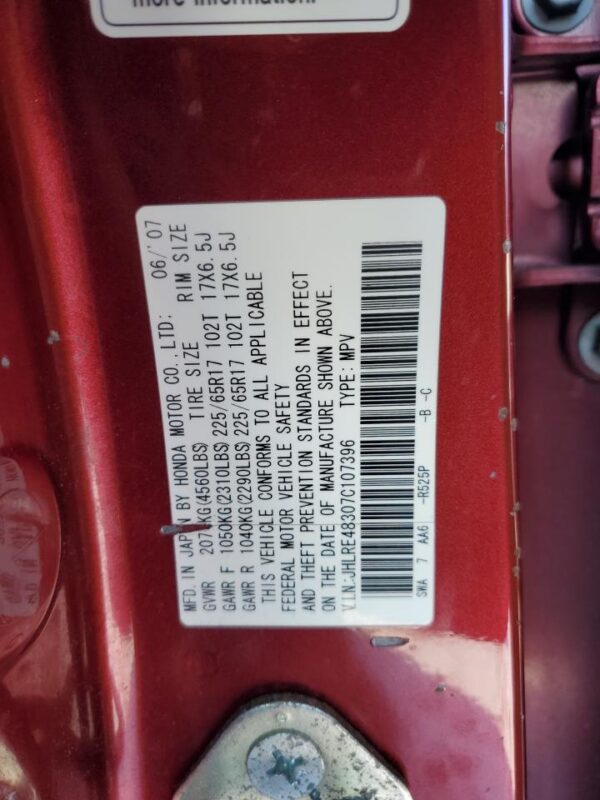 more information.
MFD. IN JAPAN BY HONDA MOTOR CO., LTD: 06/'07
GVWR KG(4560LBS) TIRE SIZE RIM SIZE
GAWR F 1050KG(2310LBS) 225/65R17 102T 17X6.5J
GAWR R 1040KG(2290LBS) 225/65R17 102T 17X6.5J
THIS VEHICLE CONFORMS TO ALL APPLICABLE
FEDERAL MOTOR VEHICLE SAFETY
AND THEFT PREVENTION STANDARDS IN EFFECT
ON THE DATE OF MANUFACTURE SHOWN ABOVE.
V.I.N:JHLRE48307C107396 TYPE: MPV
SWA 7 AA6 -R525P -B -C